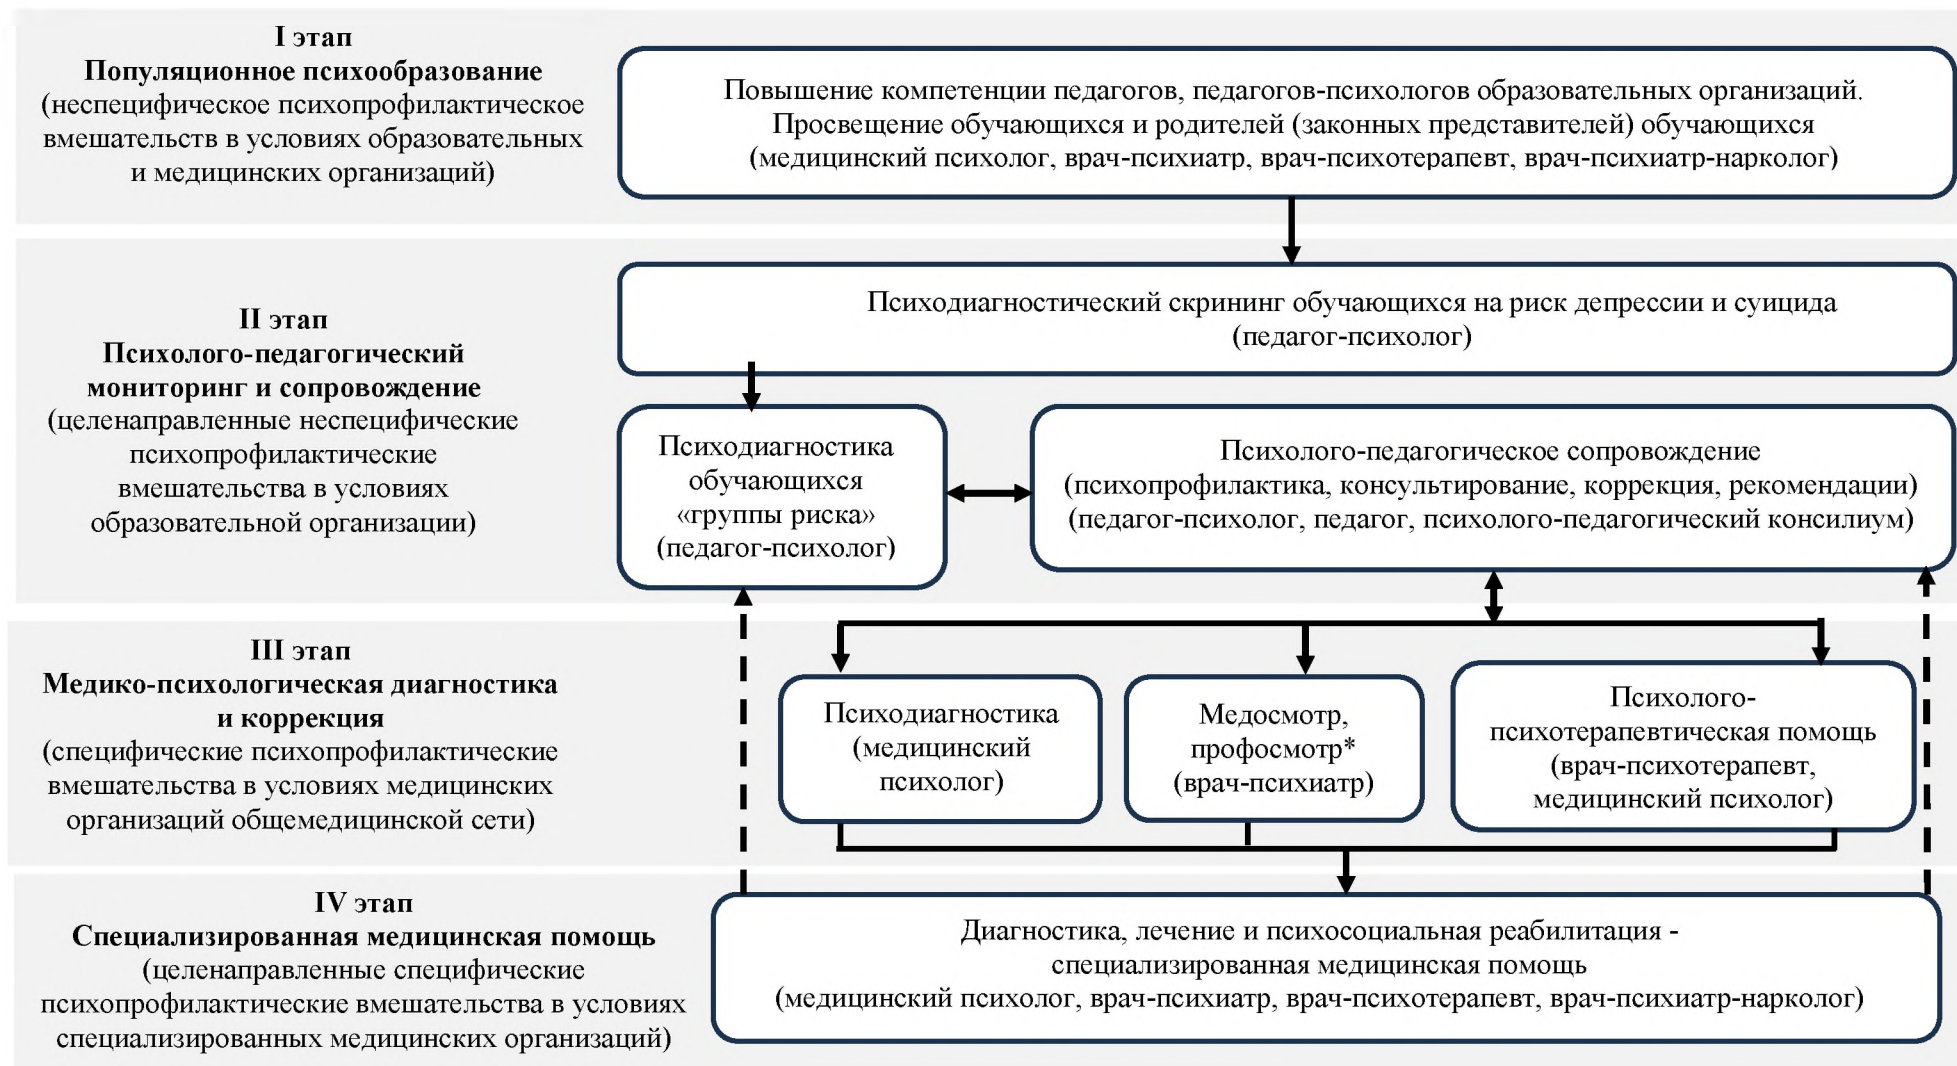 I этап
Популяционное психообразование
(неспецифическое психопрофилактическое
вмешательств в условиях образовательных
и медицинских организаций)
Повышение компетенции педагогов, педагогов-психологов образовательных организаций.
Просвещение обучающихся и родителей (законных представителей) обучающихся
(медицинский психолог, врач-психиатр, врач-психотерапевт, врач-психиатр-нарколог)
II этап
Психолого-педагогический
мониторинг и сопровождение
(целенаправленные неспецифические
психопрофилактические
вмешательства в условиях
образовательной организации)
Психодиагностический скрининг обучающихся на риск депрессии и суицида
(педагог-психолог)
Психодиагностика
обучающихся
«группы риска»
(педагог-психолог)
Психолого-педагогическое сопровождение
(психопрофилактика, консультирование, коррекция, рекомендации)
(педагог-психолог, педагог, психолого-педагогический консилиум)
III этап
Медико-психологическая диагностика
и коррекция
(специфические психопрофилактические
вмешательства в условиях медицинских
организаций общемедицинской сети)
Психодиагностика
(медицинский
психолог)
Медосмотр,
профосмотр*
(врач-психиатр)
Психолого-
психотерапевтическая помощь
(врач-психотерапевт,
медицинский психолог)
IV этап
Специализированная медицинская помощь
(целенаправленные специфические
психопрофилактические вмешательства в условиях
специализированных медицинских организаций)
Диагностика, лечение и психосоциальная реабилитация -
специализированная медицинская помощь
(медицинский психолог, врач-психиатр, врач-психотерапевт, врач-психиатр-нарколог)